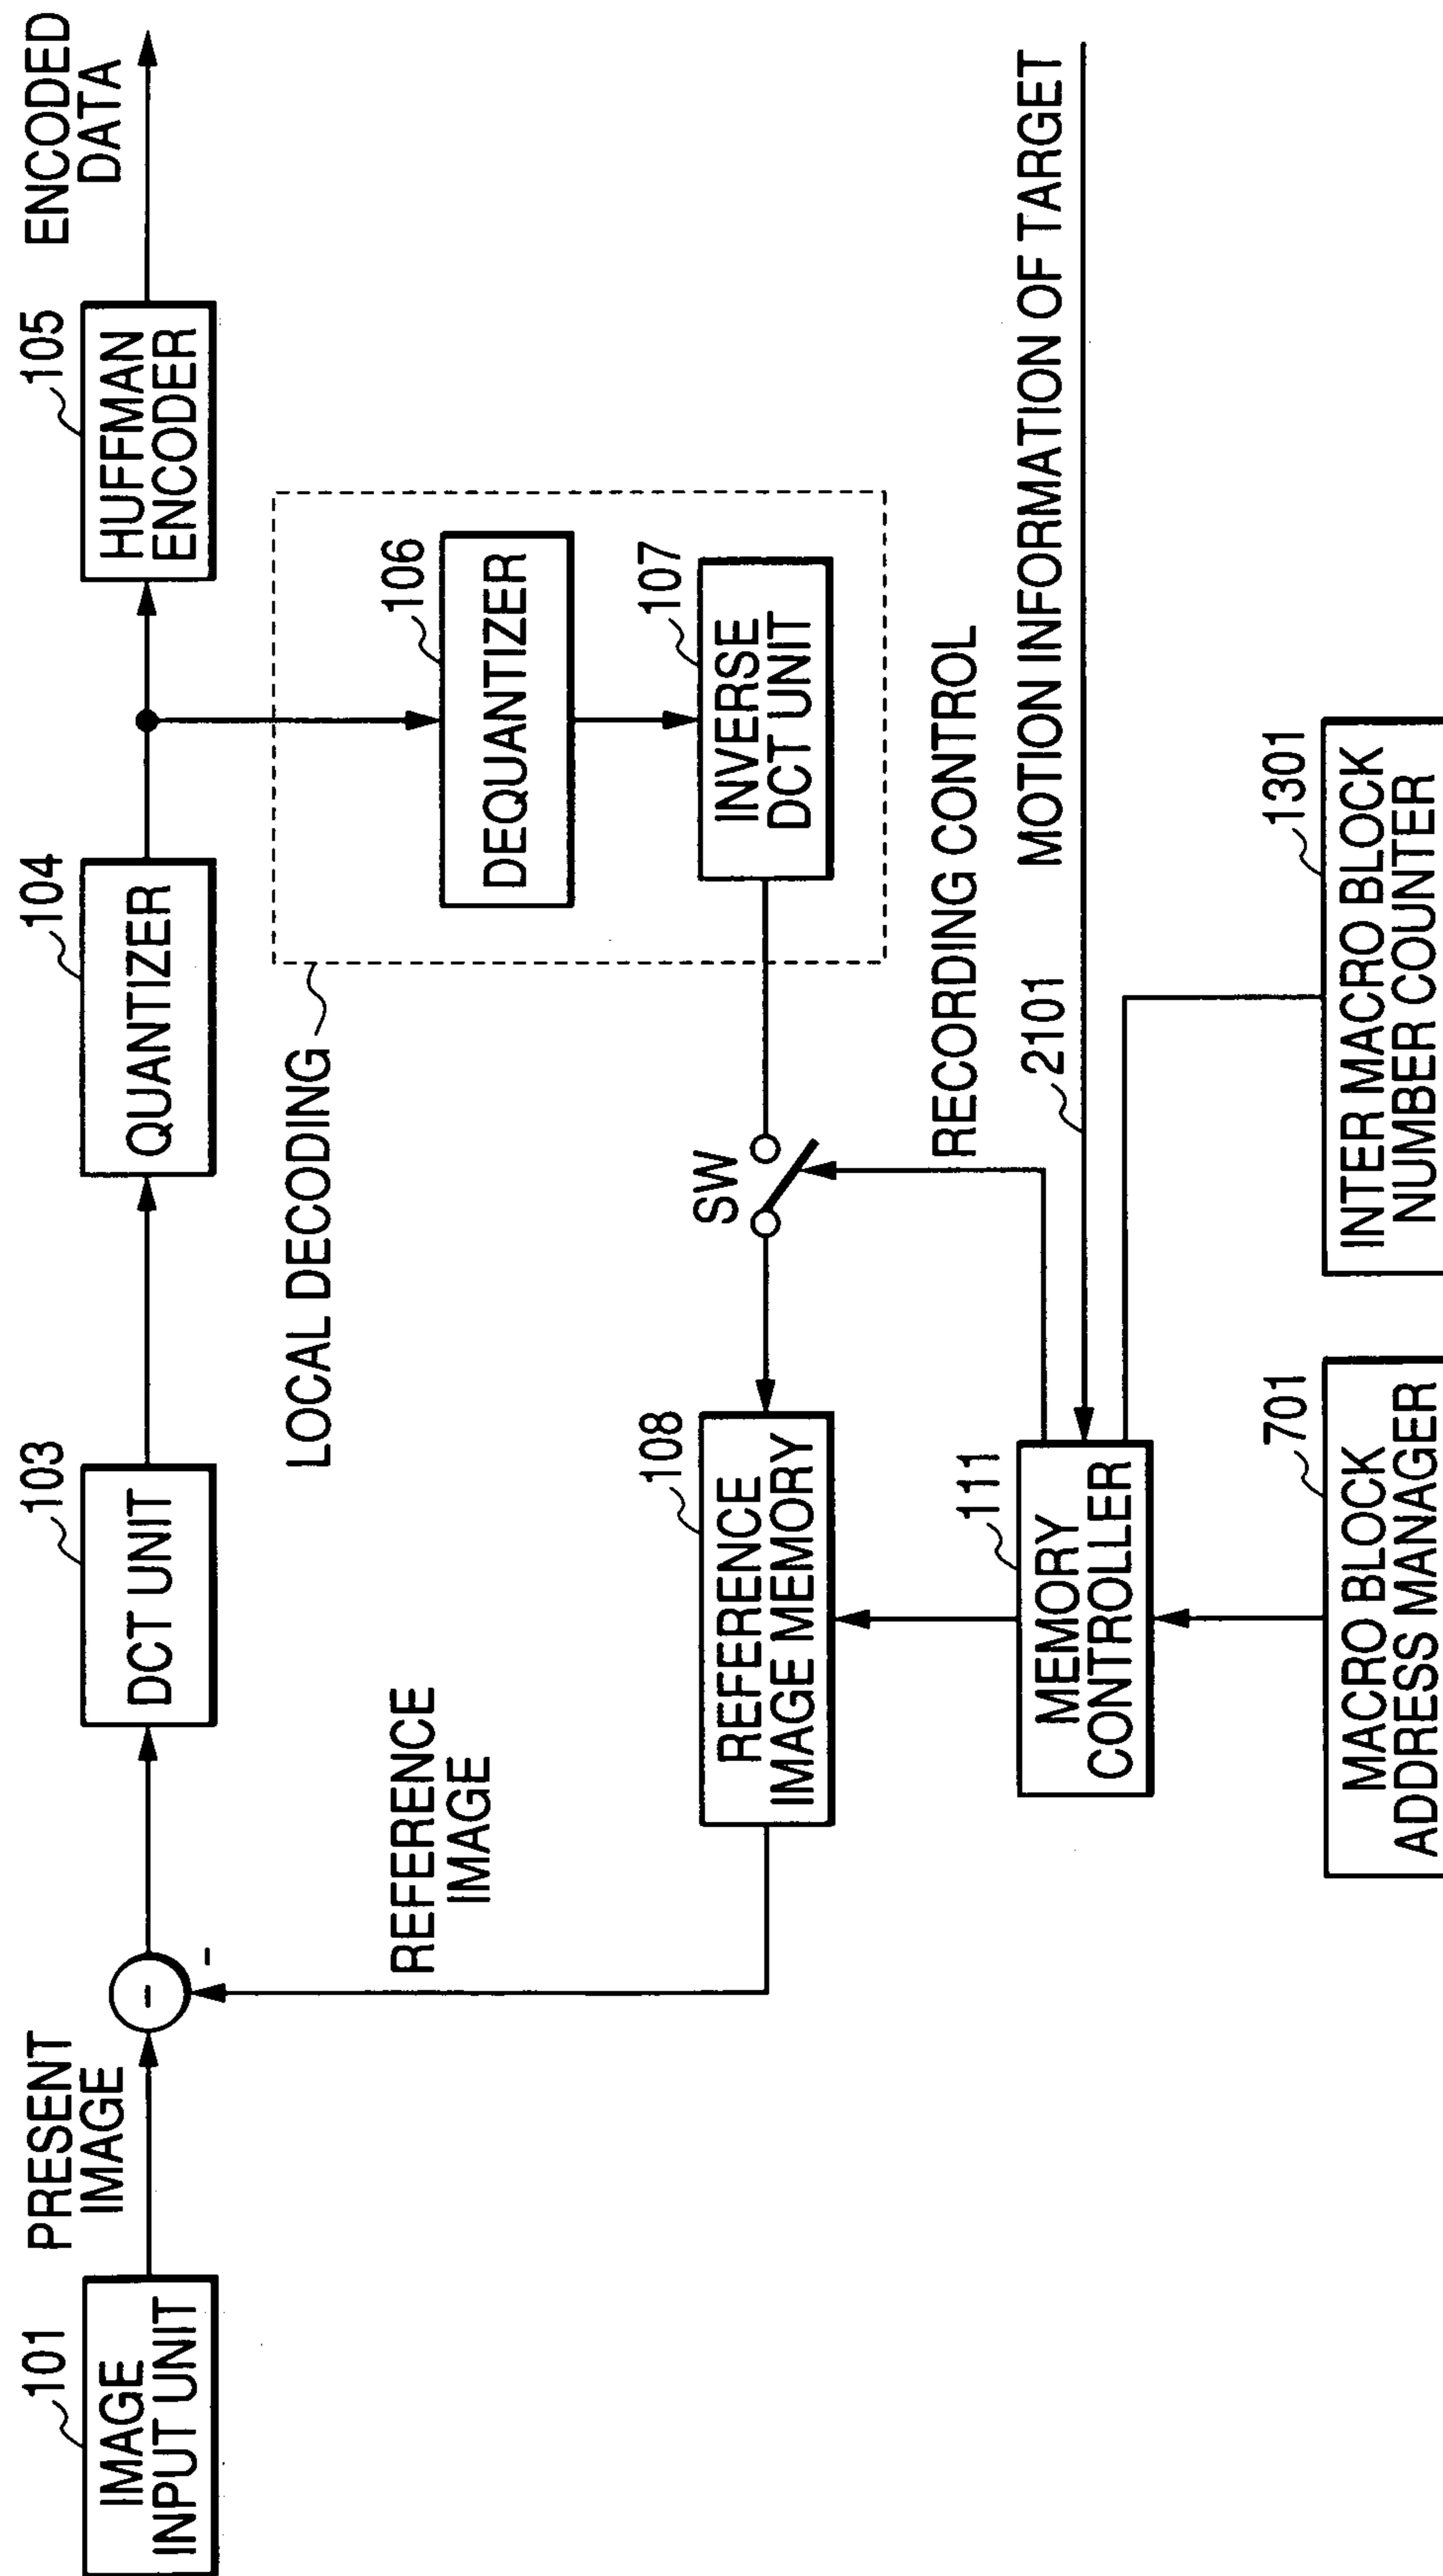 101
IMAGE
INPUT UNIT
PRESENT
IMAGE
-
-
103
DCT UNIT
104
QUANTIZER
105
HUFFMAN
ENCODER
ENCODED
DATA
LOCAL DECODING
106
DEQUANTIZER
107
INVERSE
DCT UNIT
REFERENCE
IMAGE
108
REFERENCE
IMAGE MEMORY
SW
RECORDING CONTROL
111
MEMORY
CONTROLLER
2101
MOTION INFORMATION OF TARGET
701
MACRO BLOCK
ADDRESS MANAGER
1301
INTER MACRO BLOCK
NUMBER COUNTER